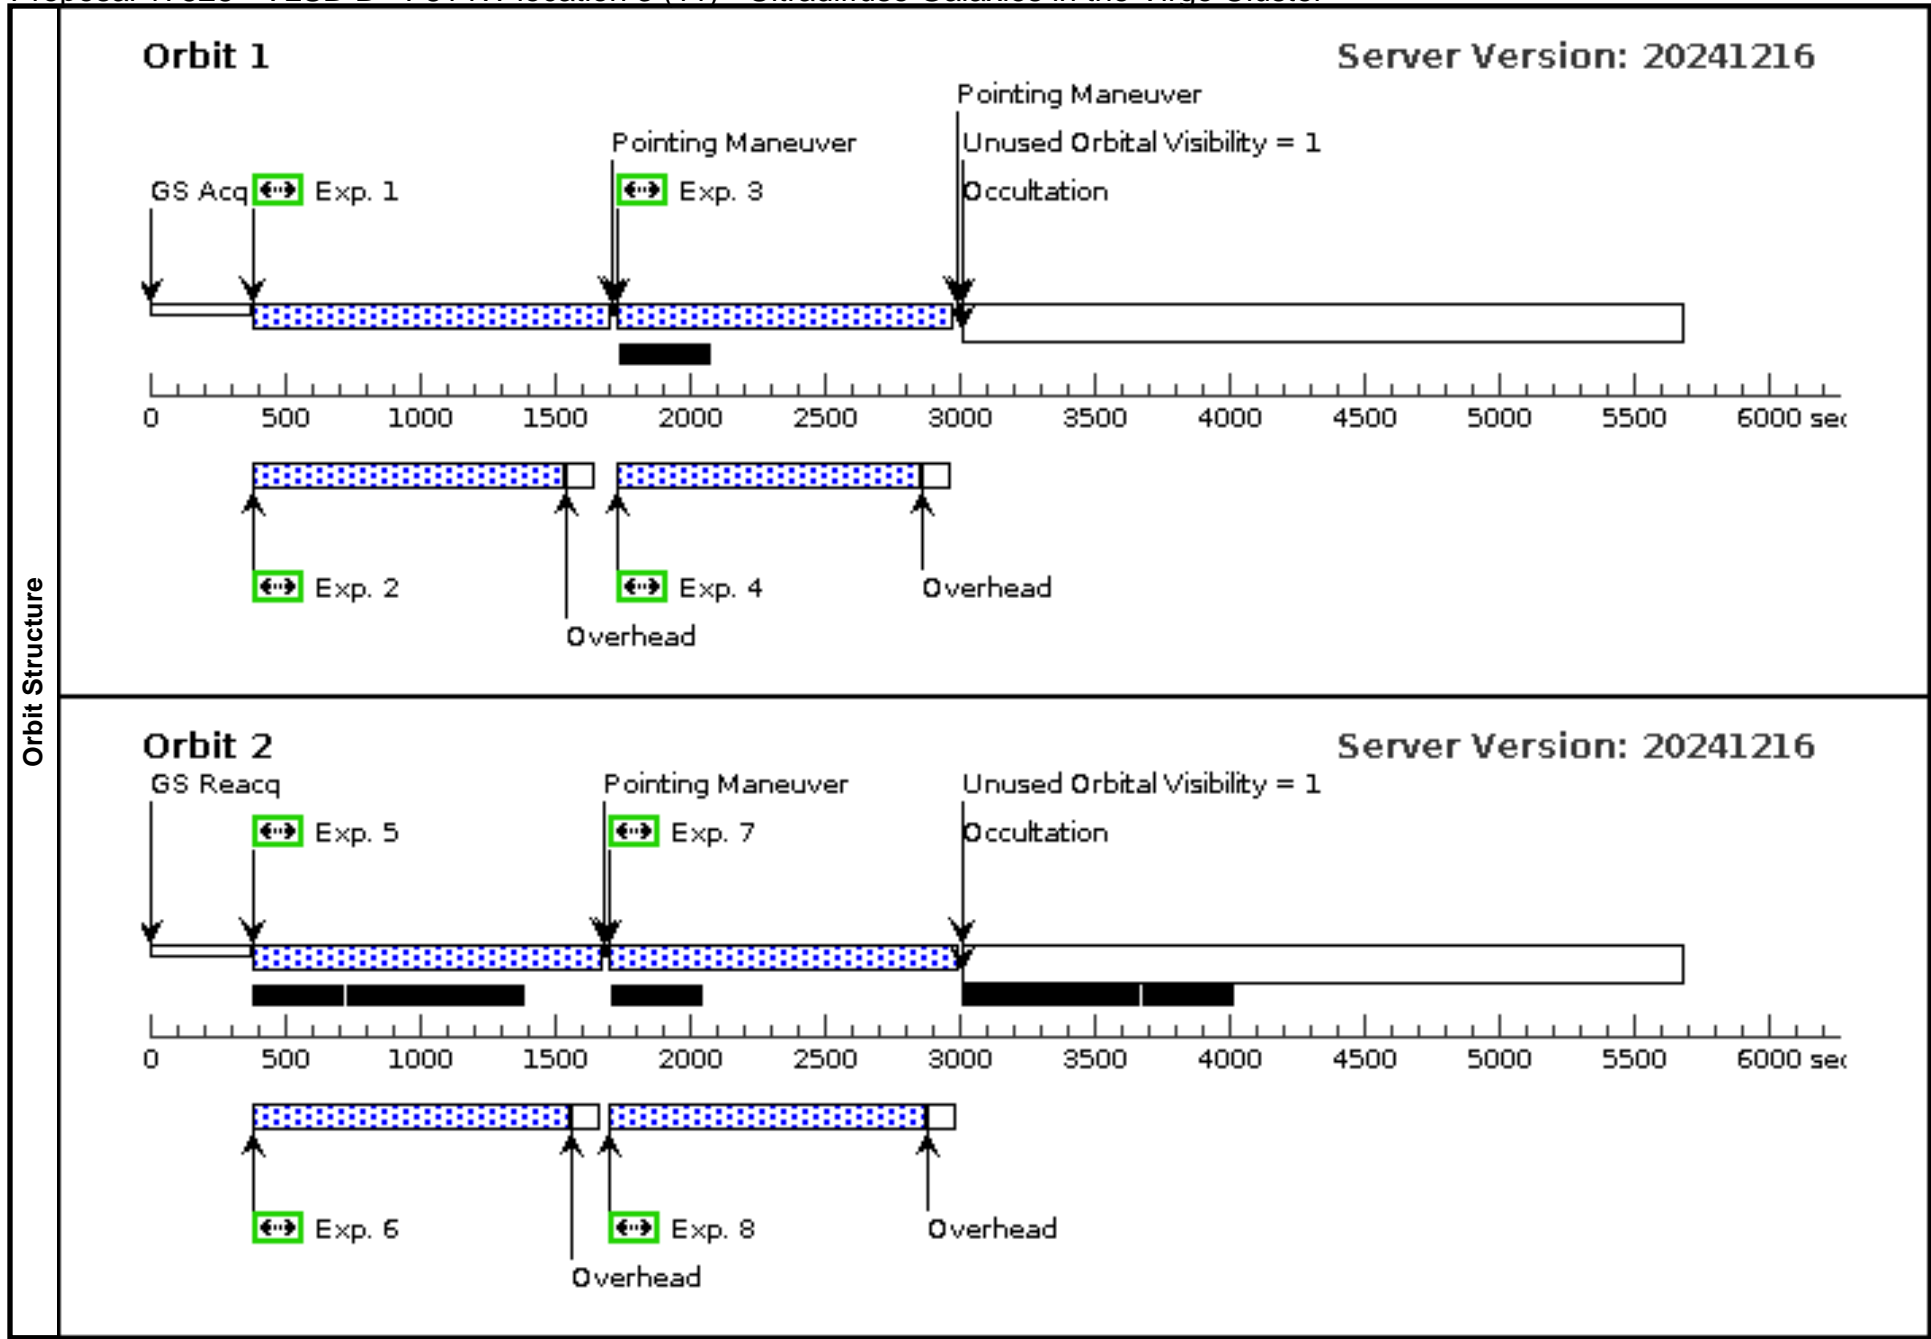 Orbit Structure
Orbit 1
Server Version: 20241216
Pointing Maneuver
Pointing Maneuver
Unused Orbital Visibility = 1
GS Acq
Exp. 1
Exp. 3
Occultation
0 500 1000 1500 2000 2500 3000 3500 4000 4500 5000 5500 6000
Exp. 2
Exp. 4
Overhead
Overhead
Orbit 2
Server Version: 20241216
GS Reacq
Pointing Maneuver
Unused Orbital Visibility = 1
Exp. 5
Exp. 7
Occultation
0 500 1000 1500 2000 2500 3000 3500 4000 4500 5000 5500 6000
Exp. 6
Exp. 8
Overhead
Overhead